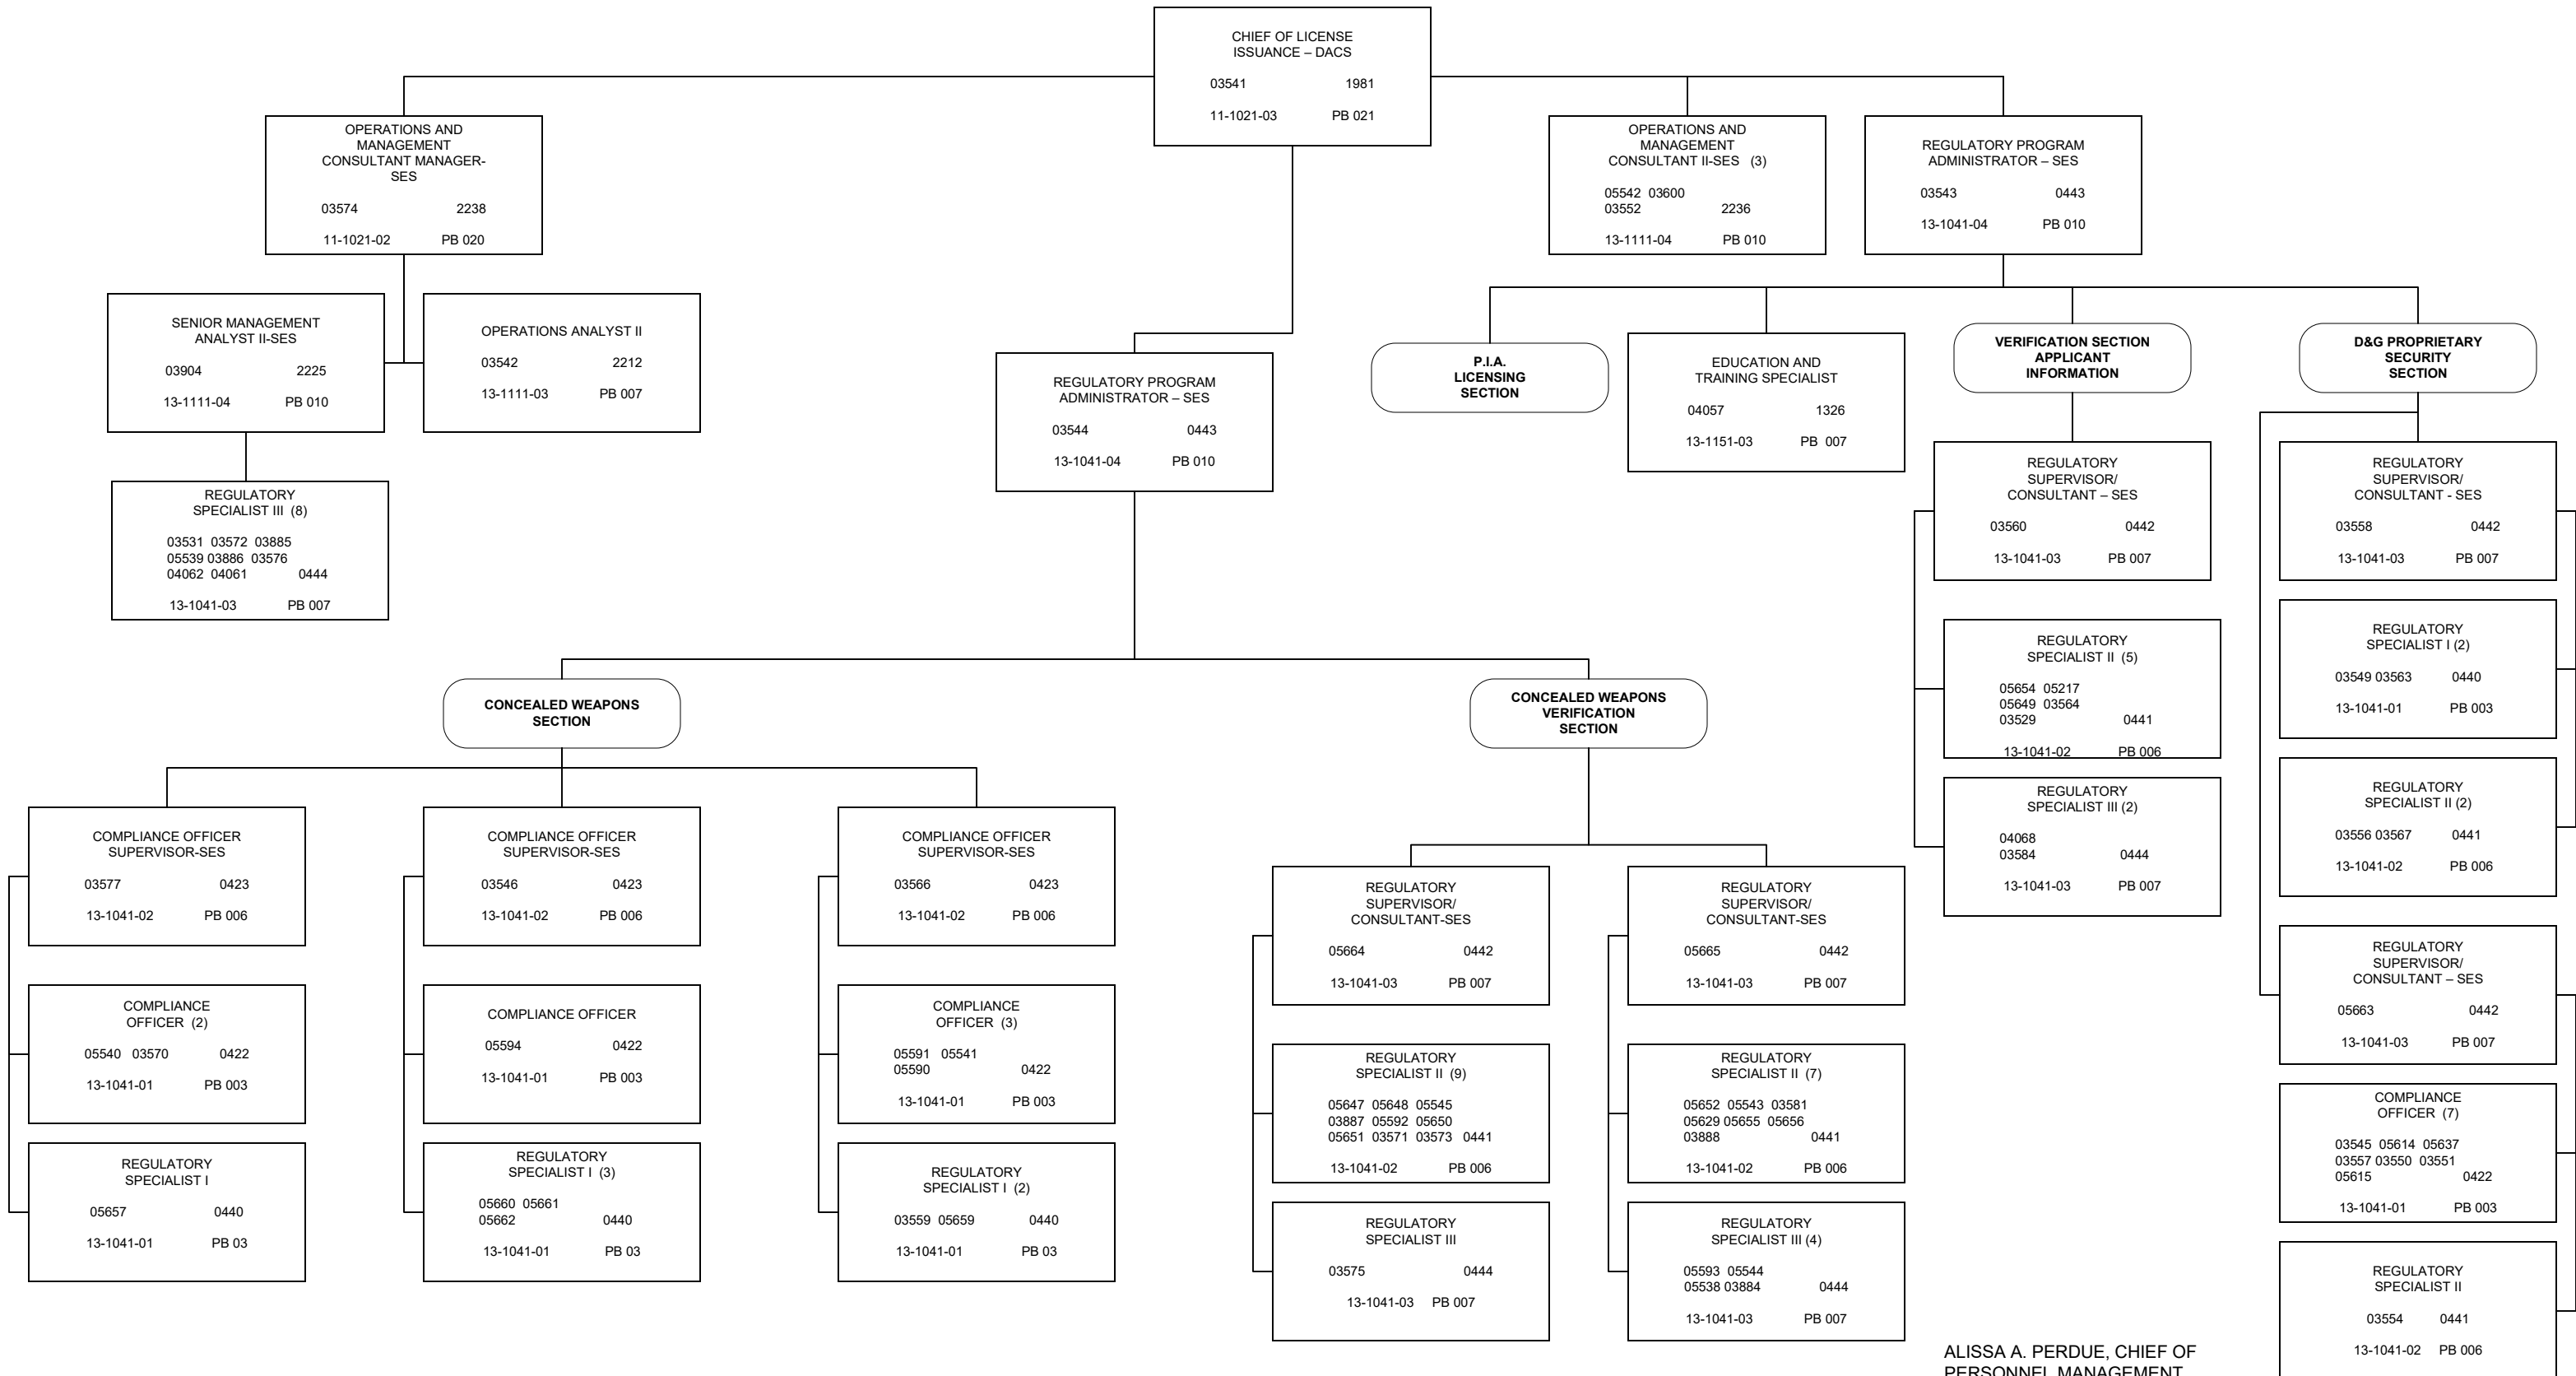 CHIEF OF LICENSE
ISSUANCE – DACS
03541 1981
11-1021-03 PB 021
OPERATIONS AND
MANAGEMENT
CONSULTANT MANAGER-
SES
03574 2238
11-1021-02 PB 020
OPERATIONS AND
MANAGEMENT
CONSULTANT II-SES (3)
05542 03600
03552 2236
13-1111-04 PB 010
REGULATORY PROGRAM
ADMINISTRATOR – SES
03543 0443
13-1041-04 PB 010
SENIOR MANAGEMENT
ANALYST II-SES
03904 2225
13-1111-04 PB 010
OPERATIONS ANALYST II
03542 2212
13-1111-03 PB 007
REGULATORY
SPECIALIST III (8)
03531 03572 03885
05539 03886 03576
04062 04061 0444
13-1041-03 PB 007
REGULATORY PROGRAM
ADMINISTRATOR – SES
03544 0443
13-1041-04 PB 010
P.I.A.
LICENSING
SECTION
EDUCATION AND
TRAINING SPECIALIST
04057 1326
13-1151-03 PB 007
VERIFICATION SECTION
APPLICANT
INFORMATION
D&G PROPRIETARY
SECURITY
SECTION
REGULATORY
SUPERVISOR/
CONSULTANT – SES
03560 0442
13-1041-03 PB 007
REGULATORY
SPECIALIST II (5)
05654 05217
05649 03564
03529 0441
13-1041-02 PB 006
REGULATORY
SPECIALIST III (2)
04068
03584 0444
13-1041-03 PB 007
REGULATORY
SUPERVISOR/
CONSULTANT - SES
03558 0442
13-1041-03 PB 007
REGULATORY
SPECIALIST I (2)
03549 03563 0440
13-1041-01 PB 003
REGULATORY
SPECIALIST II (2)
03556 03567 0441
13-1041-02 PB 006
REGULATORY
SUPERVISOR/
CONSULTANT – SES
05663 0442
13-1041-03 PB 007
COMPLIANCE
OFFICER (7)
03545 05614 05637
03557 03550 03551
05615 0422
13-1041-01 PB 003
REGULATORY
SPECIALIST II
03554 0441
13-1041-02 PB 006
CONCEALED WEAPONS
SECTION
CONCEALED WEAPONS
VERIFICATION
SECTION
COMPLIANCE OFFICER
SUPERVISOR-SES
03577 0423
13-1041-02 PB 006
COMPLIANCE
OFFICER (2)
05540 03570 0422
13-1041-01 PB 003
REGULATORY
SPECIALIST I
05657 0440
13-1041-01 PB 03
COMPLIANCE OFFICER
SUPERVISOR-SES
03546 0423
13-1041-02 PB 006
COMPLIANCE OFFICER
05594 0422
13-1041-01 PB 003
REGULATORY
SPECIALIST I (3)
05660 05661
05662 0440
13-1041-01 PB 03
COMPLIANCE OFFICER
SUPERVISOR-SES
03566 0423
13-1041-02 PB 006
COMPLIANCE
OFFICER (3)
05591 05541
05590 0422
13-1041-01 PB 003
REGULATORY
SPECIALIST I (2)
03559 05659 0440
13-1041-01 PB 03
REGULATORY
SUPERVISOR/
CONSULTANT-SES
05664 0442
13-1041-03 PB 007
REGULATORY
SPECIALIST II (9)
05647 05648 05545
03887 05592 05650
05651 03571 03573 0441
13-1041-02 PB 006
REGULATORY
SPECIALIST III
03575 0444
13-1041-03 PB 007
REGULATORY
SUPERVISOR/
CONSULTANT-SES
05665 0442
13-1041-03 PB 007
REGULATORY
SPECIALIST II (7)
05652 05543 03581
05629 05655 05656
03888 0441
13-1041-02 PB 006
REGULATORY
SPECIALIST III (4)
05593 05544
05538 03884 0444
13-1041-03 PB 007
ALISSA A. PERDUE, CHIEF OF
PERSONNEL MANAGEMENT